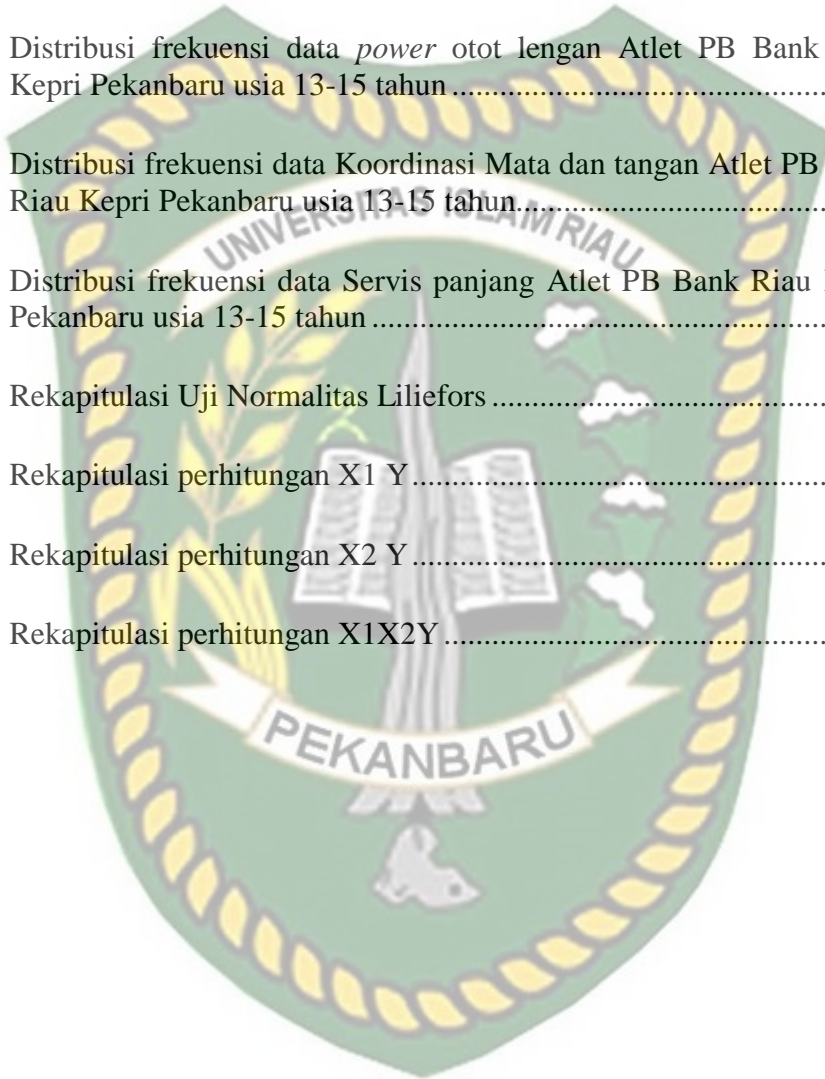 Distribusi frekuensi data power otot lengan Atlet PB Bank
Kepri Pekanbaru usia 13-15 tahun ............................................
Distribusi frekuensi data Koordinasi Mata dan tangan Atlet PB
Riau Kepri Pekanbaru usia 13-15 tahun ....................................
Distribusi frekuensi data Servis panjang Atlet PB Bank Riau
Pekanbaru usia 13-15 tahun .....................................................
Rekapitulasi Uji Normalitas Liliefors .......................................
Rekapitulasi perhitungan X1 Y ................................................
Rekapitulasi perhitungan X2 Y ................................................
Rekapitulasi perhitungan X1X2Y ............................................
UNIVERSITAS ISLAM RIAU
PEKANBARU